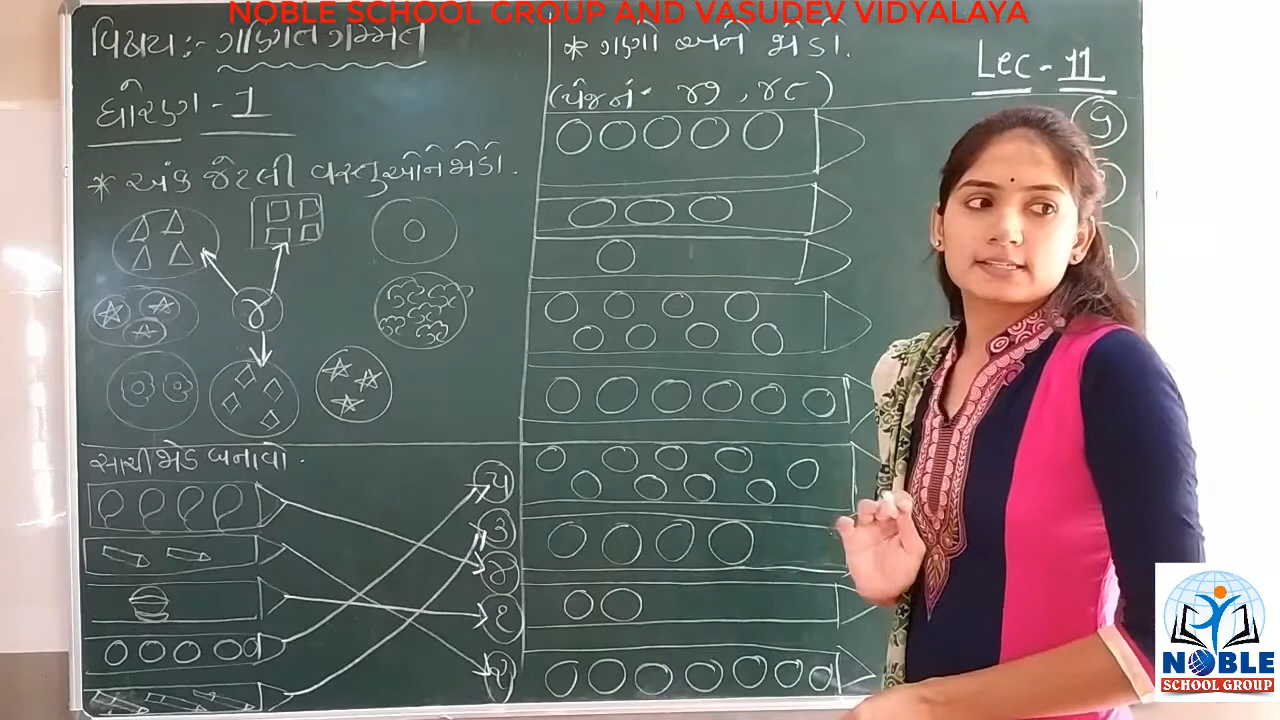 NOBLE SCHOOL GROUP AND VASUDEV VIDYALAYA
વિષય:- ગણિત ગમ્મત
ધોરણ - 1
* અંક જેટલી વસ્તુઓને જોડો.
૪
સાચી જોડ બનાવો.
૫
૩
૪
૧
૨
* ગણો અને જોડો.
(પેજ નં. ૪૭, ૪૮)
Lec - 11
NOBLE
SCHOOL GROUP